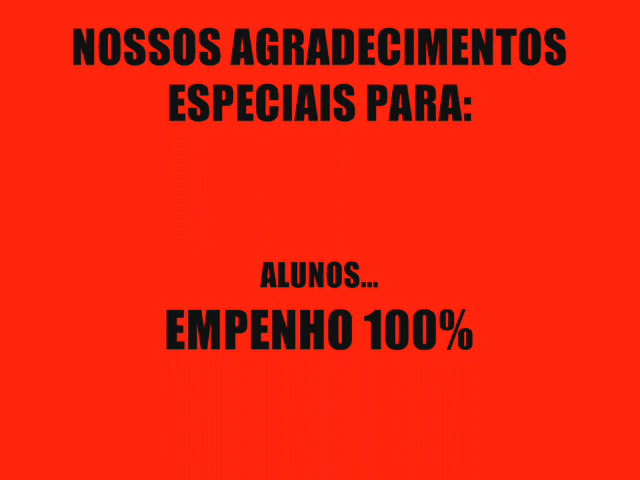 NOSSOS AGRADECIMENTOS
ESPECIAIS PARA:
ALUNOS...
EMPENHO 100%